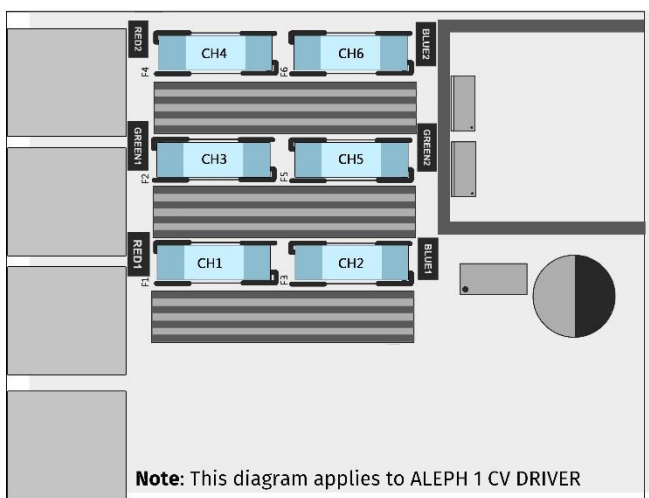 RED2
CH4
CH6
BLUE2
F4
F6
GREEN1
CH3
CH5
GREEN2
F2
F5
RED1
CH1
CH2
BLUE1
F1
F3
Note: This diagram applies to ALEPH 1 CV DRIVER